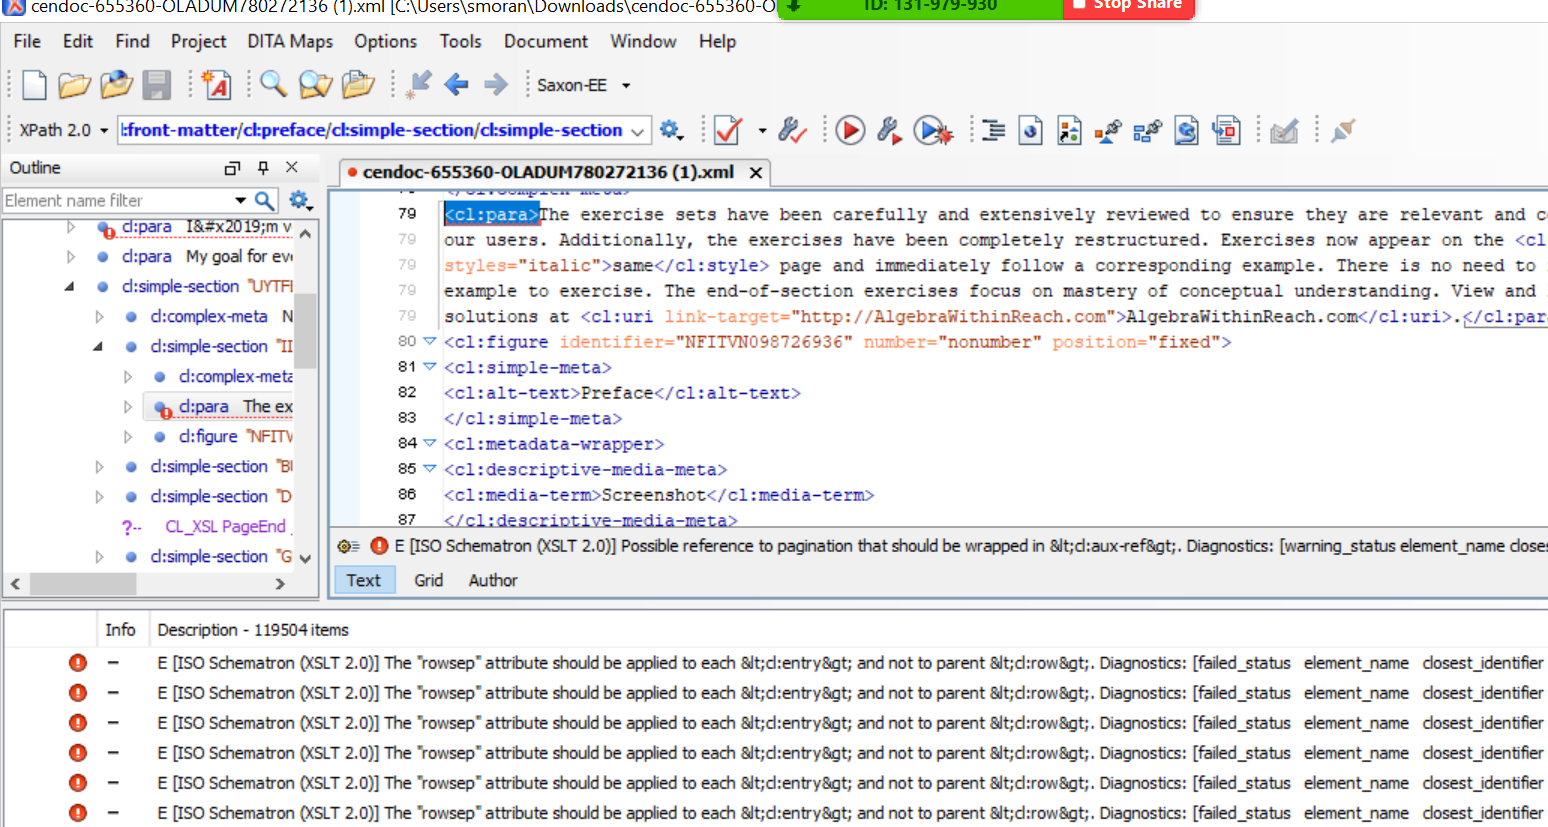 cendoc-655360-OLADUM780272136 (1).xml [C:\Users\smoran\Downloads\cendoc-655360-O
ID: 131-979-930
Stop Share
File Edit Find Project DITA Maps Options Tools Document Window Help
Saxon-EE
XPath 2.0
:front-matter/cl:preface/cl:simple-section/cl:simple-section
Outline
cendoc-655360-OLADUM780272136 (1).xml
Element name filter
cl:para I&#x2019;m v
cl:para My goal for eve
cl:simple-section "UYTFI
cl:complex-meta N
cl:simple-section "II
cl:complex-meta
cl:para The ex
cl:figure "NFITV
cl:simple-section "Bl
cl:simple-section "D
?·· CL_XSL PageEnd
cl:simple-section "G
79 <cl:para>The exercise sets have been carefully and extensively reviewed to ensure they are relevant and c
79 our users. Additionally, the exercises have been completely restructured. Exercises now appear on the <cl
79 styles="italic">same</cl:style> page and immediately follow a corresponding example. There is no need to
79 example to exercise. The end-of-section exercises focus on mastery of conceptual understanding. View and
79 solutions at <cl:uri link-target="http://AlgebraWithinReach.com">AlgebraWithinReach.com</cl:uri>.</cl:par
80 <cl:figure identifier="NFITVN098726936" number="nonumber" position="fixed">
81 <cl:simple-meta>
82 <cl:alt-text>Preface</cl:alt-text>
83 </cl:simple-meta>
84 <cl:metadata-wrapper>
85 <cl:descriptive-media-meta>
86 <cl:media-term>Screenshot</cl:media-term>
87 </cl:descriptive-media-meta>
E [ISO Schematron (XSLT 2.0)] Possible reference to pagination that should be wrapped in &lt;cl:aux-ref&gt;. Diagnostics: [warning_status element_name closes
Text Grid Author
Info Description - 119504 items
E [ISO Schematron (XSLT 2.0)] The "rowsep" attribute should be applied to each &lt;cl:entry&gt; and not to parent &lt;cl:row&gt;. Diagnostics: [failed_status element_name closest_identifier
E [ISO Schematron (XSLT 2.0)] The "rowsep" attribute should be applied to each &lt;cl:entry&gt; and not to parent &lt;cl:row&gt;. Diagnostics: [failed_status element_name closest_identifier
E [ISO Schematron (XSLT 2.0)] The "rowsep" attribute should be applied to each &lt;cl:entry&gt; and not to parent &lt;cl:row&gt;. Diagnostics: [failed_status element_name closest_identifier
E [ISO Schematron (XSLT 2.0)] The "rowsep" attribute should be applied to each &lt;cl:entry&gt; and not to parent &lt;cl:row&gt;. Diagnostics: [failed_status element_name closest_identifier
E [ISO Schematron (XSLT 2.0)] The "rowsep" attribute should be applied to each &lt;cl:entry&gt; and not to parent &lt;cl:row&gt;. Diagnostics: [failed_status element_name closest_identifier
E [ISO Schematron (XSLT 2.0)] The "rowsep" attribute should be applied to each &lt;cl:entry&gt; and not to parent &lt;cl:row&gt;. Diagnostics: [failed_status element_name closest_identifier